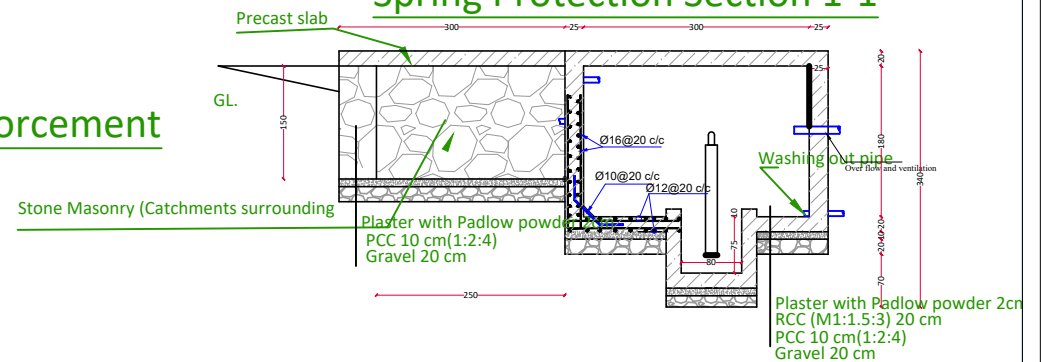 Spring Protection Section 1-1
300
25
300
25
Precast slab
20
25
GL.
150
orcement
Ø16@20 c/c
180
340
Washing out pipe
Over flow and ventilation
Ø10@20 c/c
Ø12@20 c/c
Stone Masonry (Catchments surrounding
Plaster with Padlow powder
PCC 10 cm(1:2:4)
Gravel 20 cm
10
75
80
20
10
20
70
250
Plaster with Padlow powder 2cm
RCC (M1:1.5:3) 20 cm
PCC 10 cm(1:2:4)
Gravel 20 cm